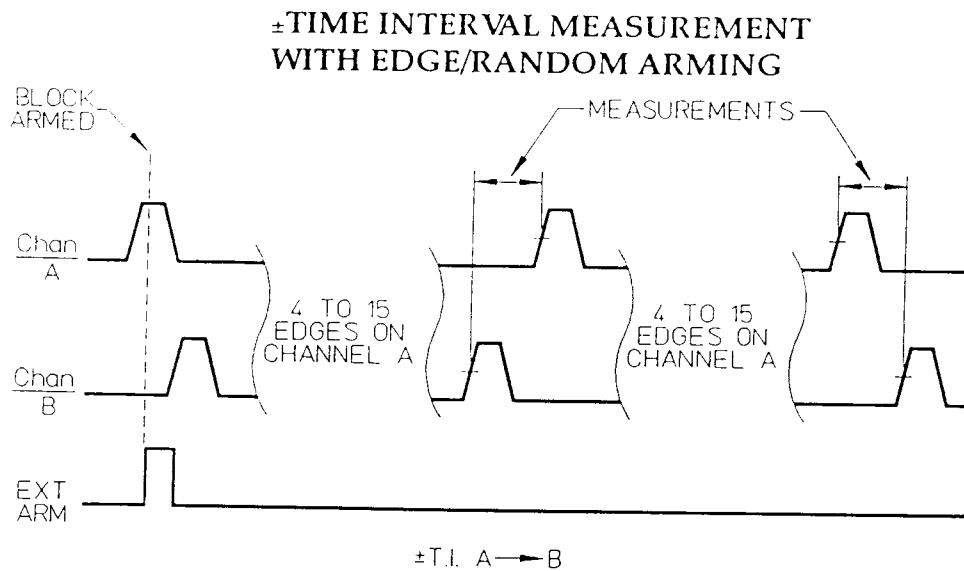 ±TIME INTERVAL MEASUREMENT
WITH EDGE/RANDOM ARMING
BLOCK
ARMED
MEASUREMENTS
Chan
A
4 TO 15
EDGES ON
CHANNEL A
4 TO 15
EDGES ON
CHANNEL A
Chan
B
EXT
ARM
±T.I. A → B